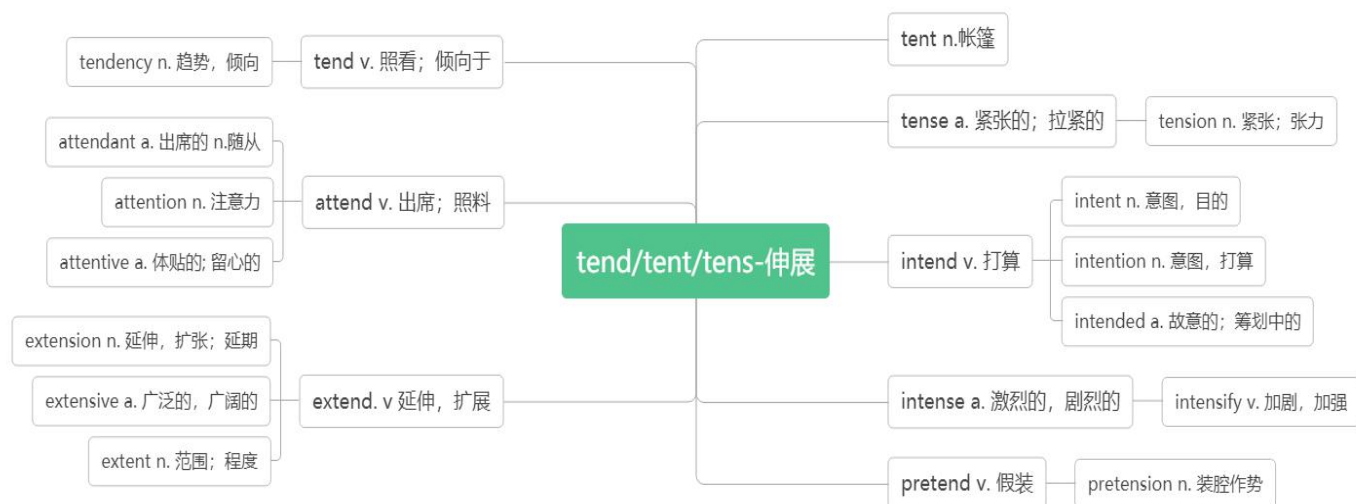 tend/tent/tens-伸展
tend v. 照看；倾向于
tendency n. 趋势，倾向
attend v. 出席；照料
attendant a. 出席的 n.随从
attention n. 注意力
attentive a. 体贴的; 留心的
extend. v 延伸，扩展
extension n. 延伸，扩张；延期
extensive a. 广泛的，广阔的
extent n. 范围；程度
tent n.帐篷
tense a. 紧张的；拉紧的
tension n. 紧张；张力
intend v. 打算
intent n. 意图，目的
intention n. 意图，打算
intended a. 故意的；筹划中的
intense a. 激烈的，剧烈的
intensify v. 加剧，加强
pretend v. 假装
pretension n. 装腔作势